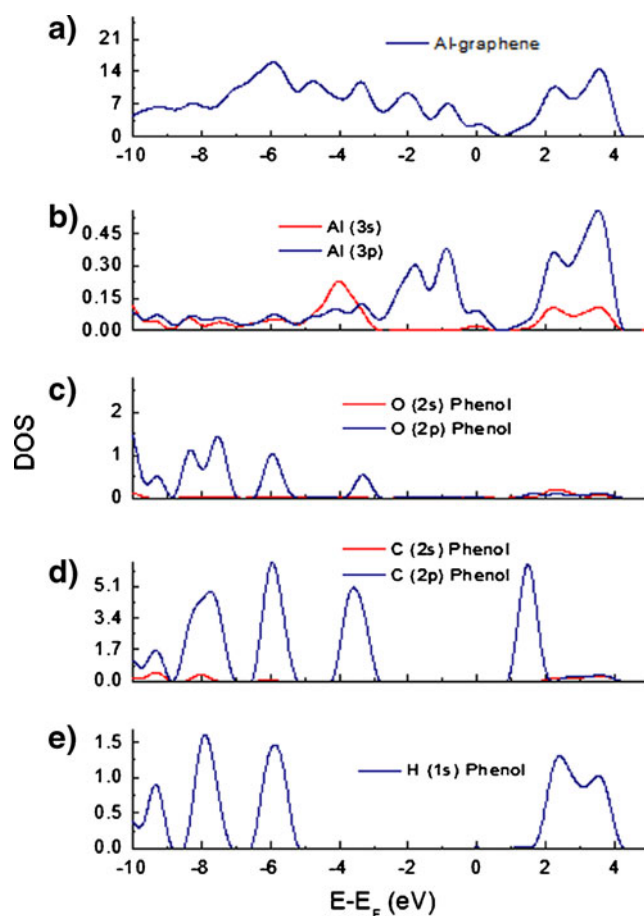 a)
Al-graphene
21
14
7
0
-10 -8 -6 -4 -2 0 2 4
b)
Al (3s)
Al (3p)
0.45
0.30
0.15
0.00
c)
O (2s) Phenol
O (2p) Phenol
2
1
0
DOS
d)
C (2s) Phenol
C (2p) Phenol
5.1
3.4
1.7
0.0
e)
H (1s) Phenol
1.5
1.0
0.5
0.0
-10 -8 -6 -4 -2 0 2 4
E-E_F (eV)